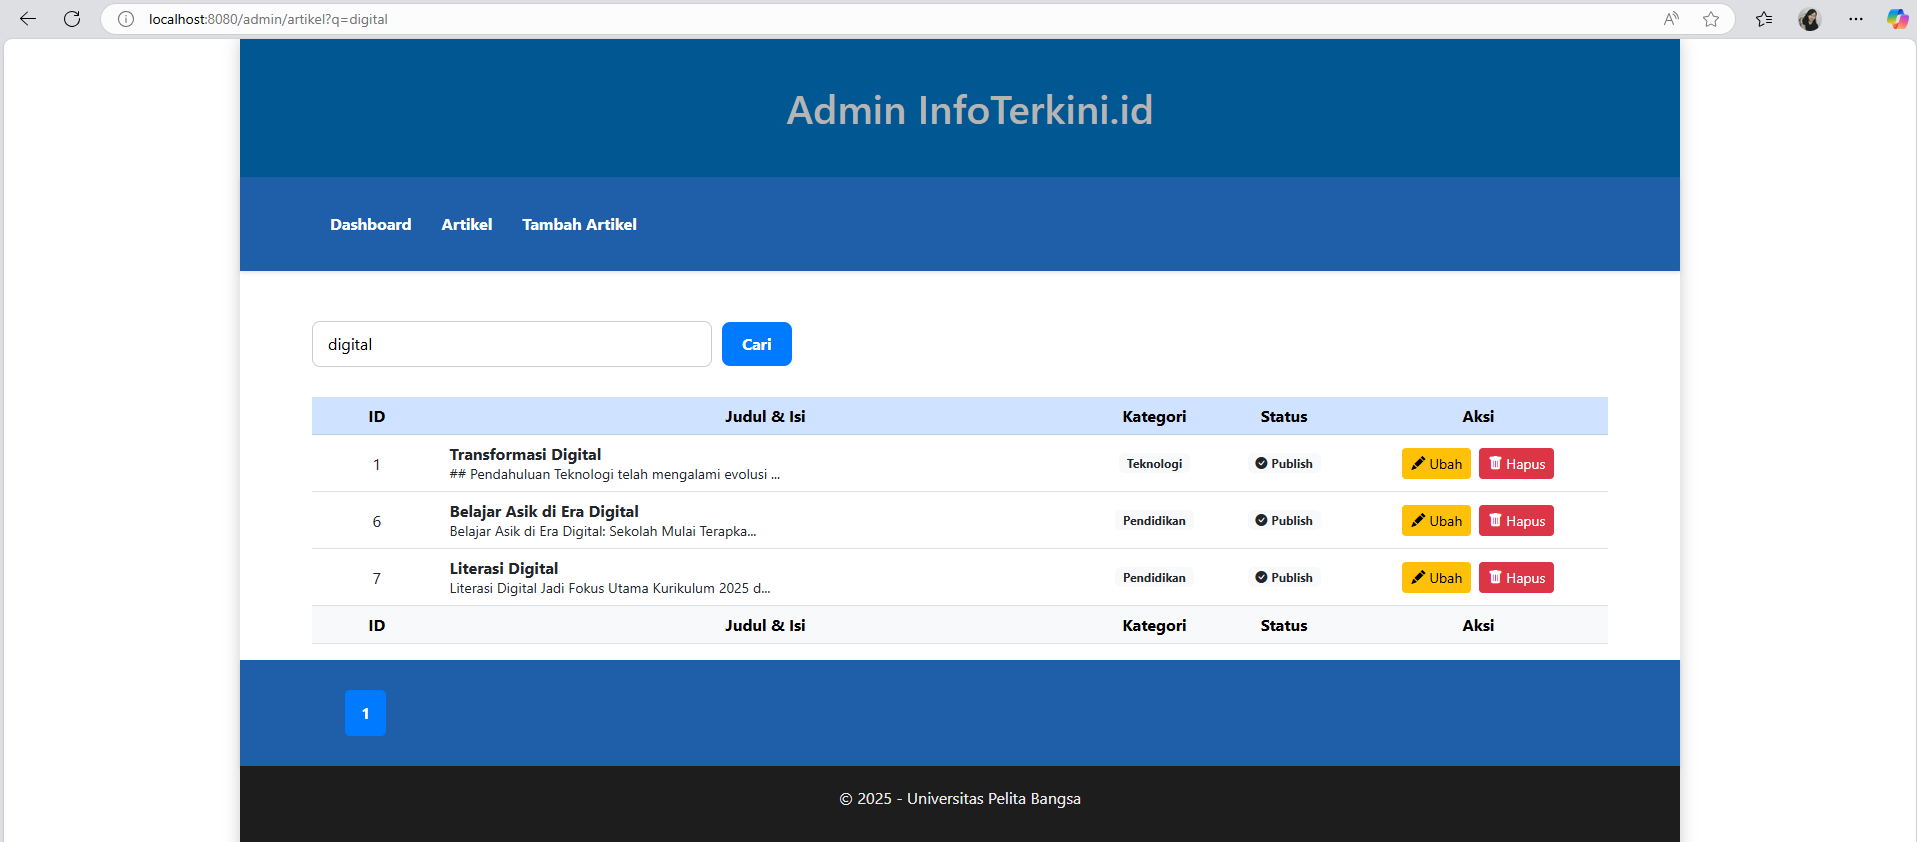 localhost:8080/admin/artikel?q=digital
Admin InfoTerkini.id
Dashboard Artikel Tambah Artikel
digital Cari
ID Judul & Isi Kategori Status Aksi
Transformasi Digital
1 ## Pendahuluan Teknologi telah mengalami evolusi ... Teknologi Publish Ubah Hapus
Belajar Asik di Era Digital
6 Belajar Asik di Era Digital: Sekolah Mulai Terapka... Pendidikan Publish Ubah Hapus
Literasi Digital
7 Literasi Digital Jadi Fokus Utama Kurikulum 2025 d... Pendidikan Publish Ubah Hapus
ID Judul & Isi Kategori Status Aksi
1
© 2025 - Universitas Pelita Bangsa